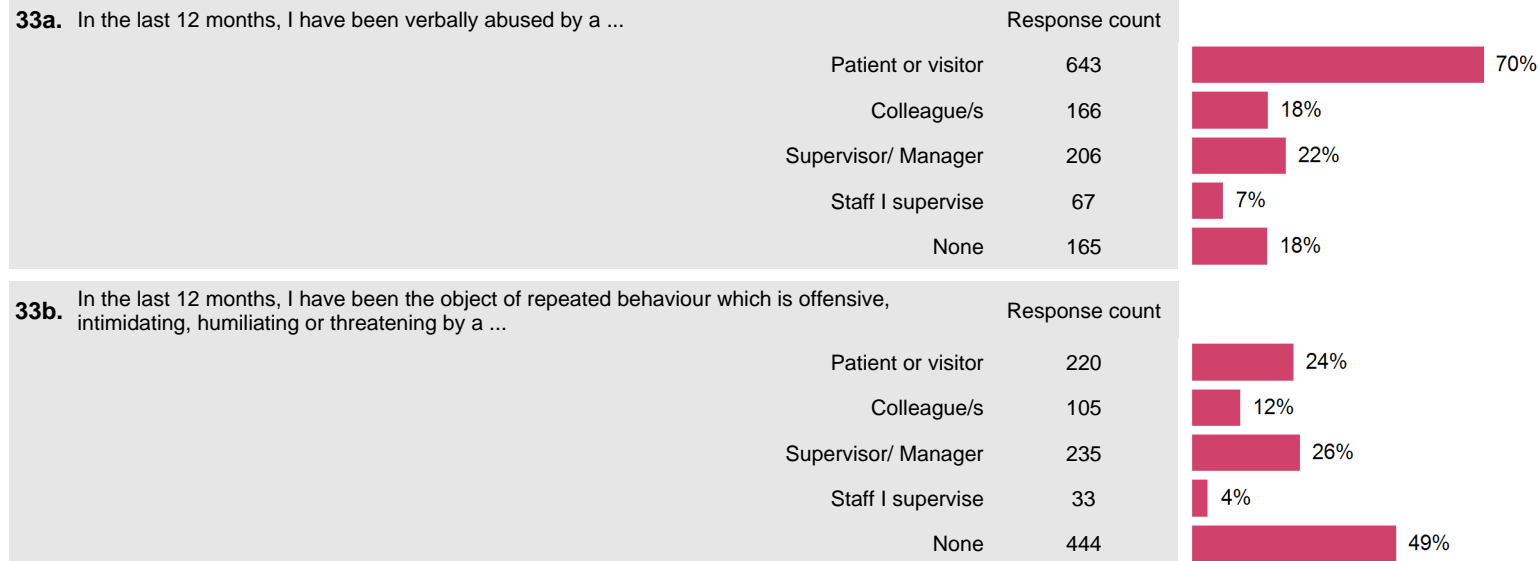 33a. In the last 12 months, I have been verbally abused by a ... Response count
Patient or visitor 643 70%
Colleague/s 166 18%
Supervisor/ Manager 206 22%
Staff I supervise 67 7%
None 165 18%
33b. In the last 12 months, I have been the object of repeated behaviour which is offensive,
intimidating, humiliating or threatening by a ... Response count
Patient or visitor 220 24%
Colleague/s 105 12%
Supervisor/ Manager 235 26%
Staff I supervise 33 4%
None 444 49%